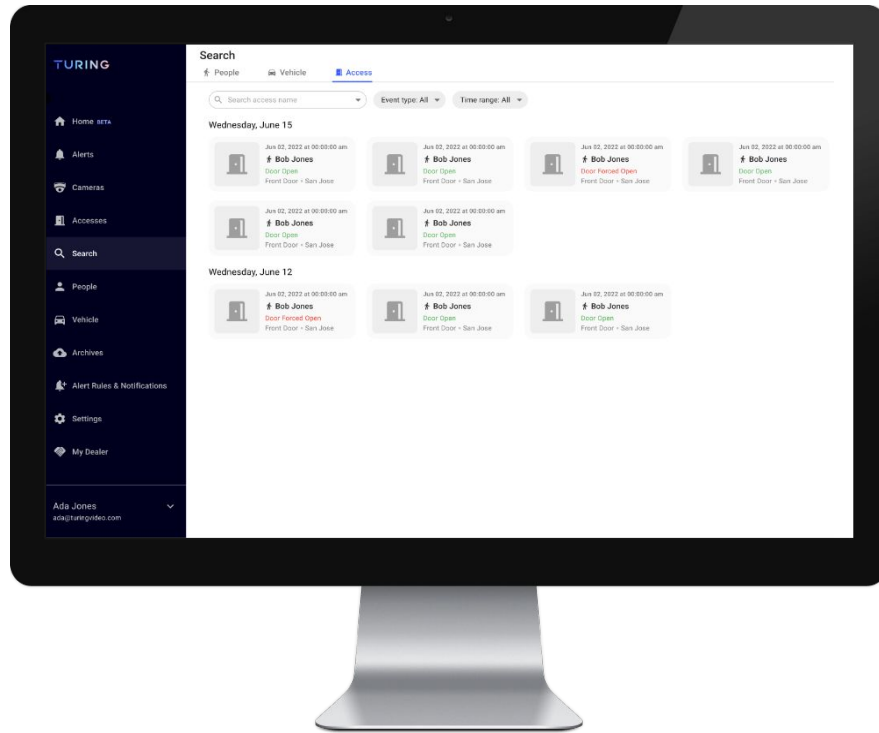 TURING
Home BETA
Alerts
Cameras
Accesses
Search
People
Vehicle
Archives
Alert Rules & Notifications
Settings
My Dealer
Ada Jones
ada@turingvideo.com
Search
People Vehicle Access
Search access name Event type: All Time range: All
Wednesday, June 15
Jun 02, 2022 at 00:00:00 am
Bob Jones
Door Open
Front Door - San Jose
Jun 02, 2022 at 00:00:00 am
Bob Jones
Door Open
Front Door - San Jose
Jun 02, 2022 at 00:00:00 am
Bob Jones
Door Forced Open
Front Door - San Jose
Jun 02, 2022 at 00:00:00 am
Bob Jones
Door Open
Front Door - San Jose
Jun 02, 2022 at 00:00:00 am
Bob Jones
Door Open
Front Door - San Jose
Jun 02, 2022 at 00:00:00 am
Bob Jones
Door Open
Front Door - San Jose
Wednesday, June 12
Jun 02, 2022 at 00:00:00 am
Bob Jones
Door Forced Open
Front Door - San Jose
Jun 02, 2022 at 00:00:00 am
Bob Jones
Door Open
Front Door - San Jose
Jun 02, 2022 at 00:00:00 am
Bob Jones
Door Open
Front Door - San Jose